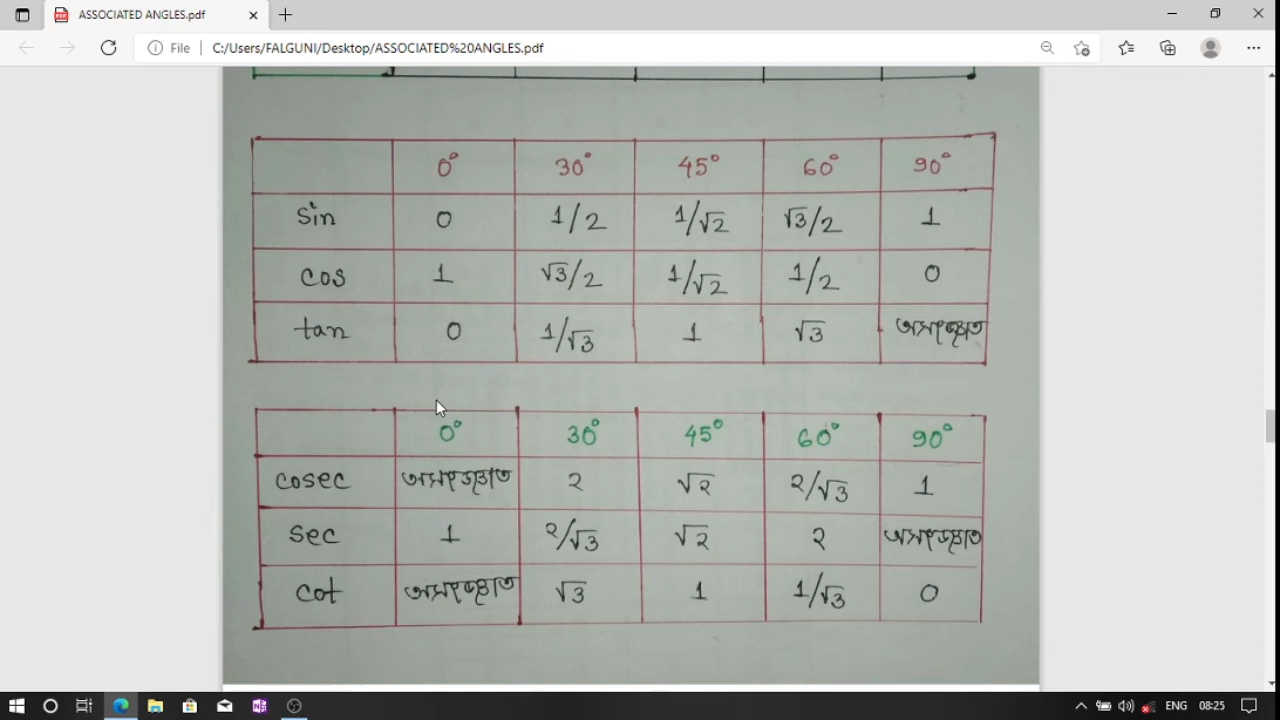 ASSOCIATED ANGLES.pdf
File C:/Users/FALGUNI/Desktop/ASSOCIATED%20ANGLES.pdf
0° 30° 45° 60° 90°
sin 0 1/2 1/√2 √3/2 1
cos 1 √3/2 1/√2 1/2 0
tan 0 1/√3 1 √3 অসংজ্ঞাত
0° 30° 45° 60° 90°
cosec অসংজ্ঞাত 2 √2 2/√3 1
sec 1 2/√3 √2 2 অসংজ্ঞাত
cot অসংজ্ঞাত √3 1 1/√3 0
ENG 08:25